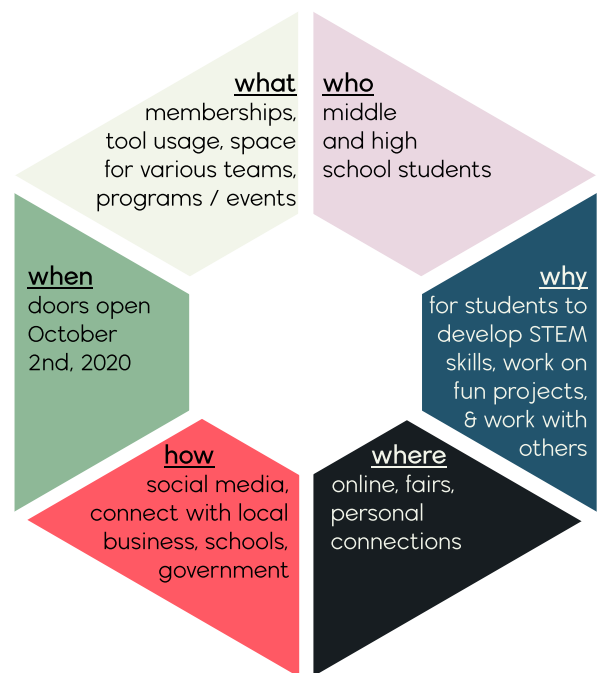 what
memberships,
tool usage, space
for various teams,
programs / events
who
middle
and high
school students
when
doors open
October
2nd, 2020
why
for students to
develop STEM
skills, work on
fun projects,
& work with
others
how
social media,
connect with local
business, schools,
government
where
online, fairs,
personal
connections